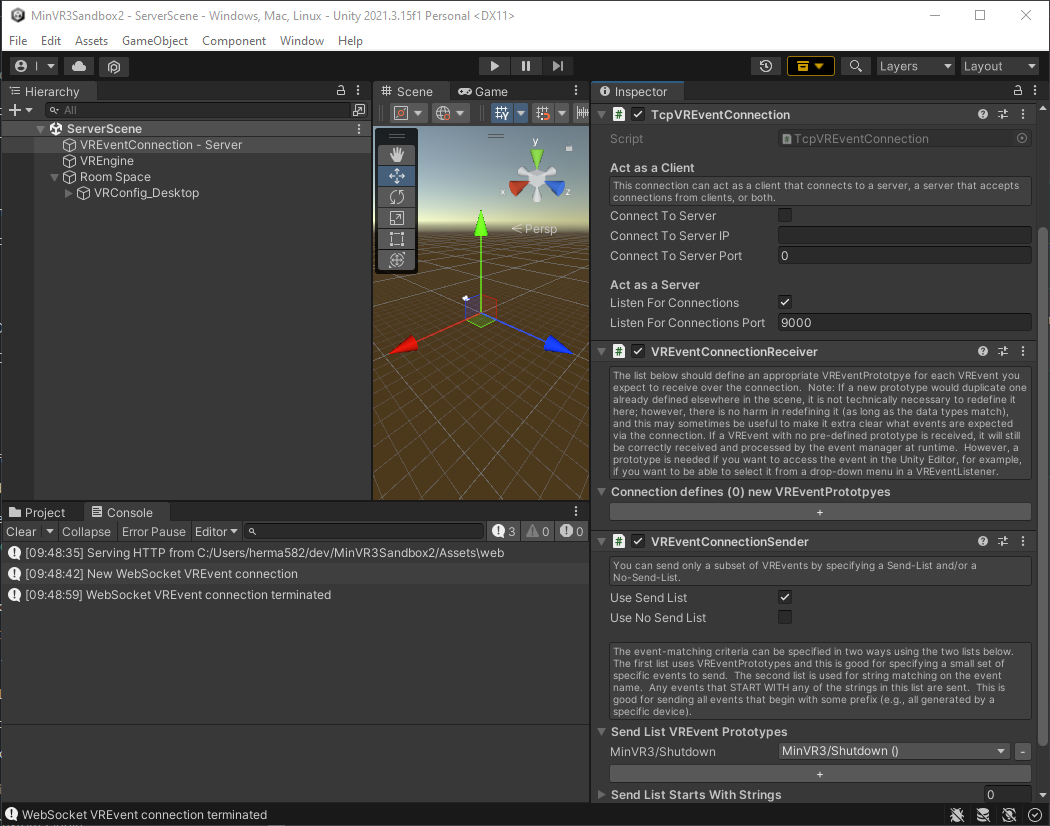 MinVR3Sandbox2 - ServerScene - Windows, Mac, Linux - Unity 2021.3.15f1 Personal <DX11>
File Edit Assets GameObject Component Window Help
Layers Layout
Hierarchy
All
ServerScene
VREventConnection - Server
VREngine
Room Space
VRConfig_Desktop
Scene Game
y
x
z
Persp
Inspector
TcpVREventConnection
Script TcpVREventConnection
Act as a Client
This connection can act as a client that connects to a server, a server that accepts
connections from clients, or both.
Connect To Server
Connect To Server IP
Connect To Server Port 0
Act as a Server
Listen For Connections
Listen For Connections Port 9000
VREventConnectionReceiver
The list below should define an appropriate VREventPrototpye for each VREvent you
expect to receive over the connection. Note: If a new prototype would duplicate one
already defined elsewhere in the scene, it is not technically necessary to redefine it
here; however, there is no harm in redefining it (as long as the data types match),
and this may sometimes be useful to make it extra clear what events are expected
via the connection. If a VREvent with no pre-defined prototype is received, it will still
be correctly received and processed by the event manager at runtime. However, a
prototype is needed if you want to access the event in the Unity Editor, for example,
if you want to be able to select it from a drop-down menu in a VREventListener.
Connection defines (0) new VREventPrototpyes
+
VREventConnectionSender
You can send only a subset of VREvents by specifying a Send-List and/or a
No-Send-List.
Use Send List
Use No Send List
The event-matching criteria can be specified in two ways using the two lists below.
The first list uses VREventPrototypes and this is good for specifying a small set of
specific events to send. The second list is used for string matching on the event
name. Any events that START WITH any of the strings in this list are sent. This is
good for sending all events that begin with some prefix (e.g., all generated by a
specific device).
Send List VREvent Prototypes
MinVR3/Shutdown MinVR3/Shutdown () -
+
Send List Starts With Strings 0
Project Console
Clear Collapse Error Pause Editor 3 0 0
[09:48:35] Serving HTTP from C:/Users/herma582/dev/MinVR3Sandbox2/Assets\web
[09:48:42] New WebSocket VREvent connection
[09:48:59] WebSocket VREvent connection terminated
WebSocket VREvent connection terminated